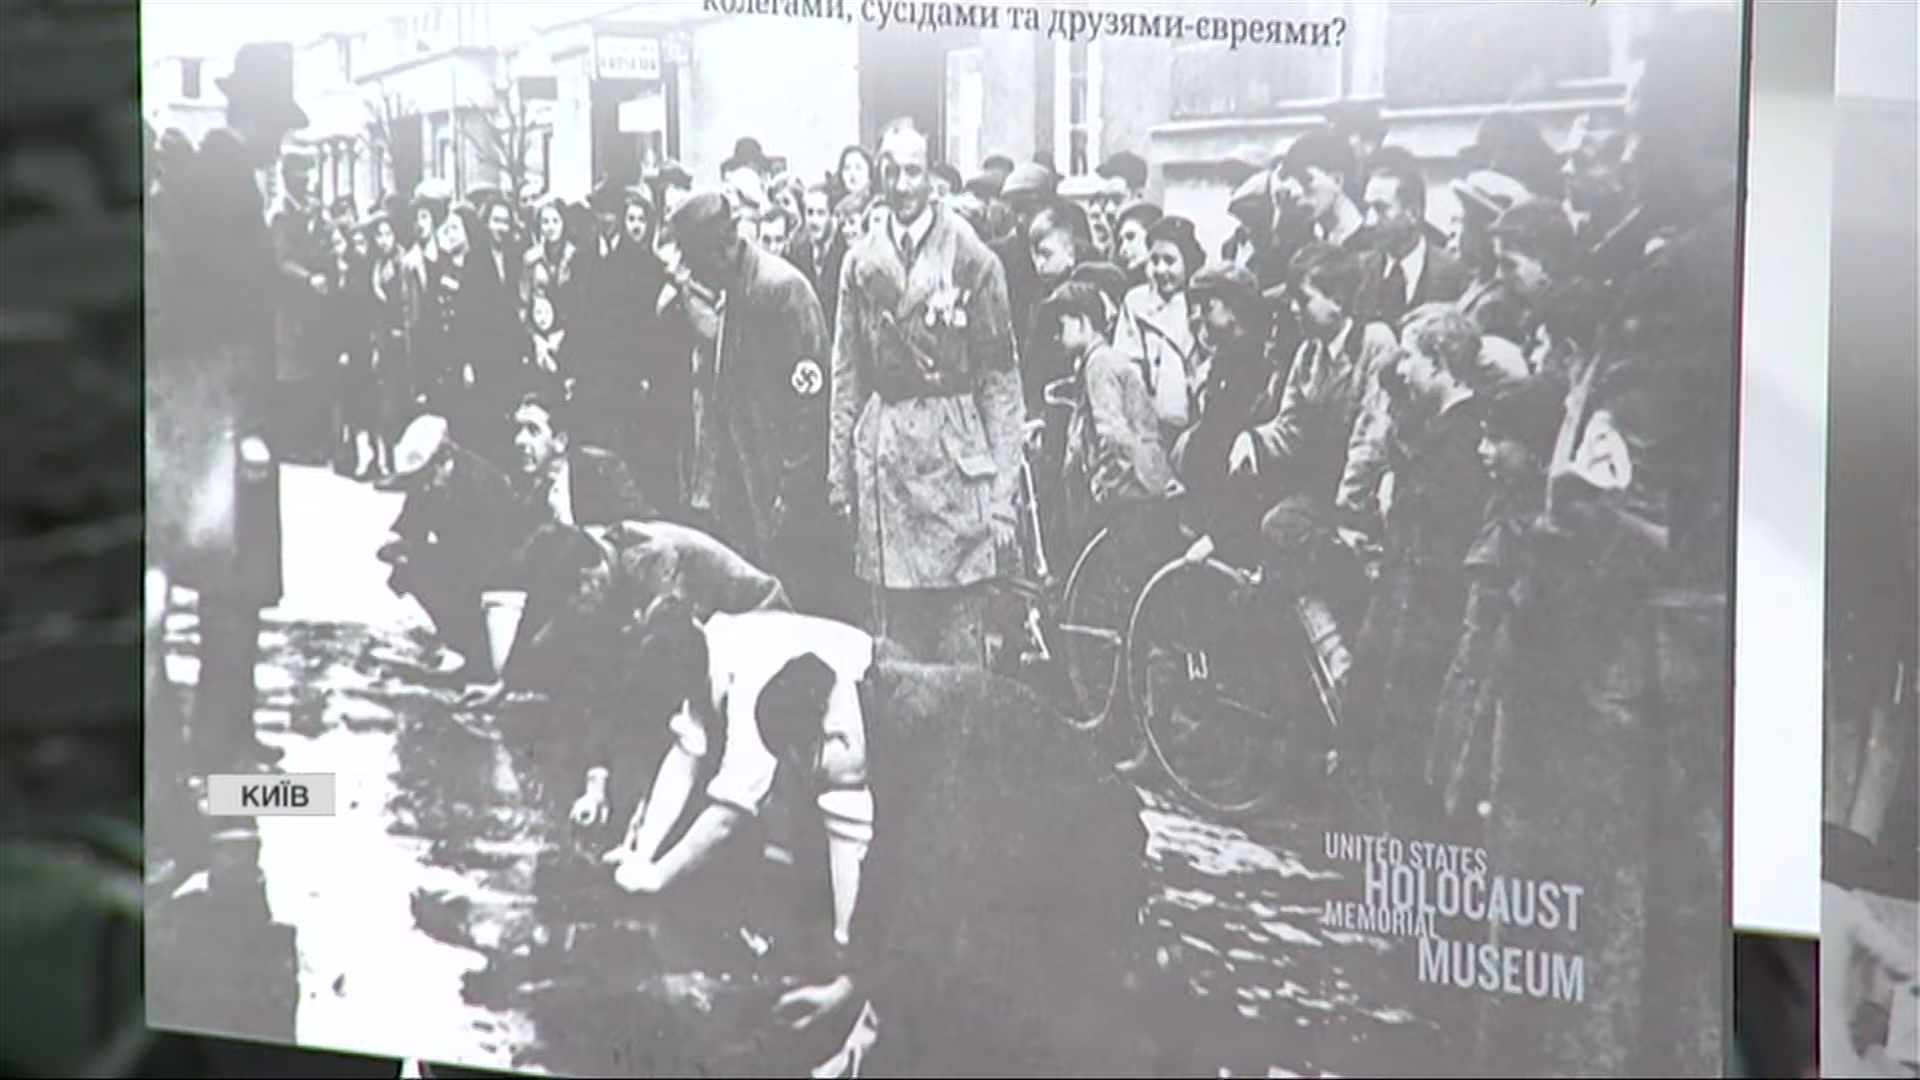 колегами, сусідами та друзями-євреями?
КИЇВ
UNITED STATES
HOLOCAUST
MEMORIAL
MUSEUM